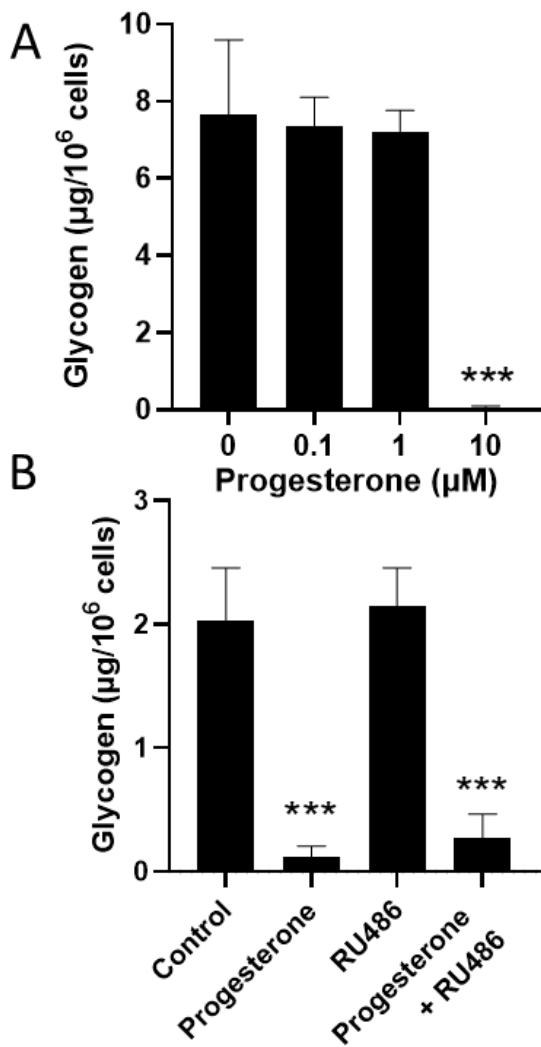 A
Glycogen (µg/10⁶ cells)
10
8
6
4
2
0
***
0 0.1 1 10
Progesterone (µM)
B
Glycogen (µg/10⁶ cells)
3
2
1
0
***
***
Control
Progesterone
RU486
Progesterone
+ RU486